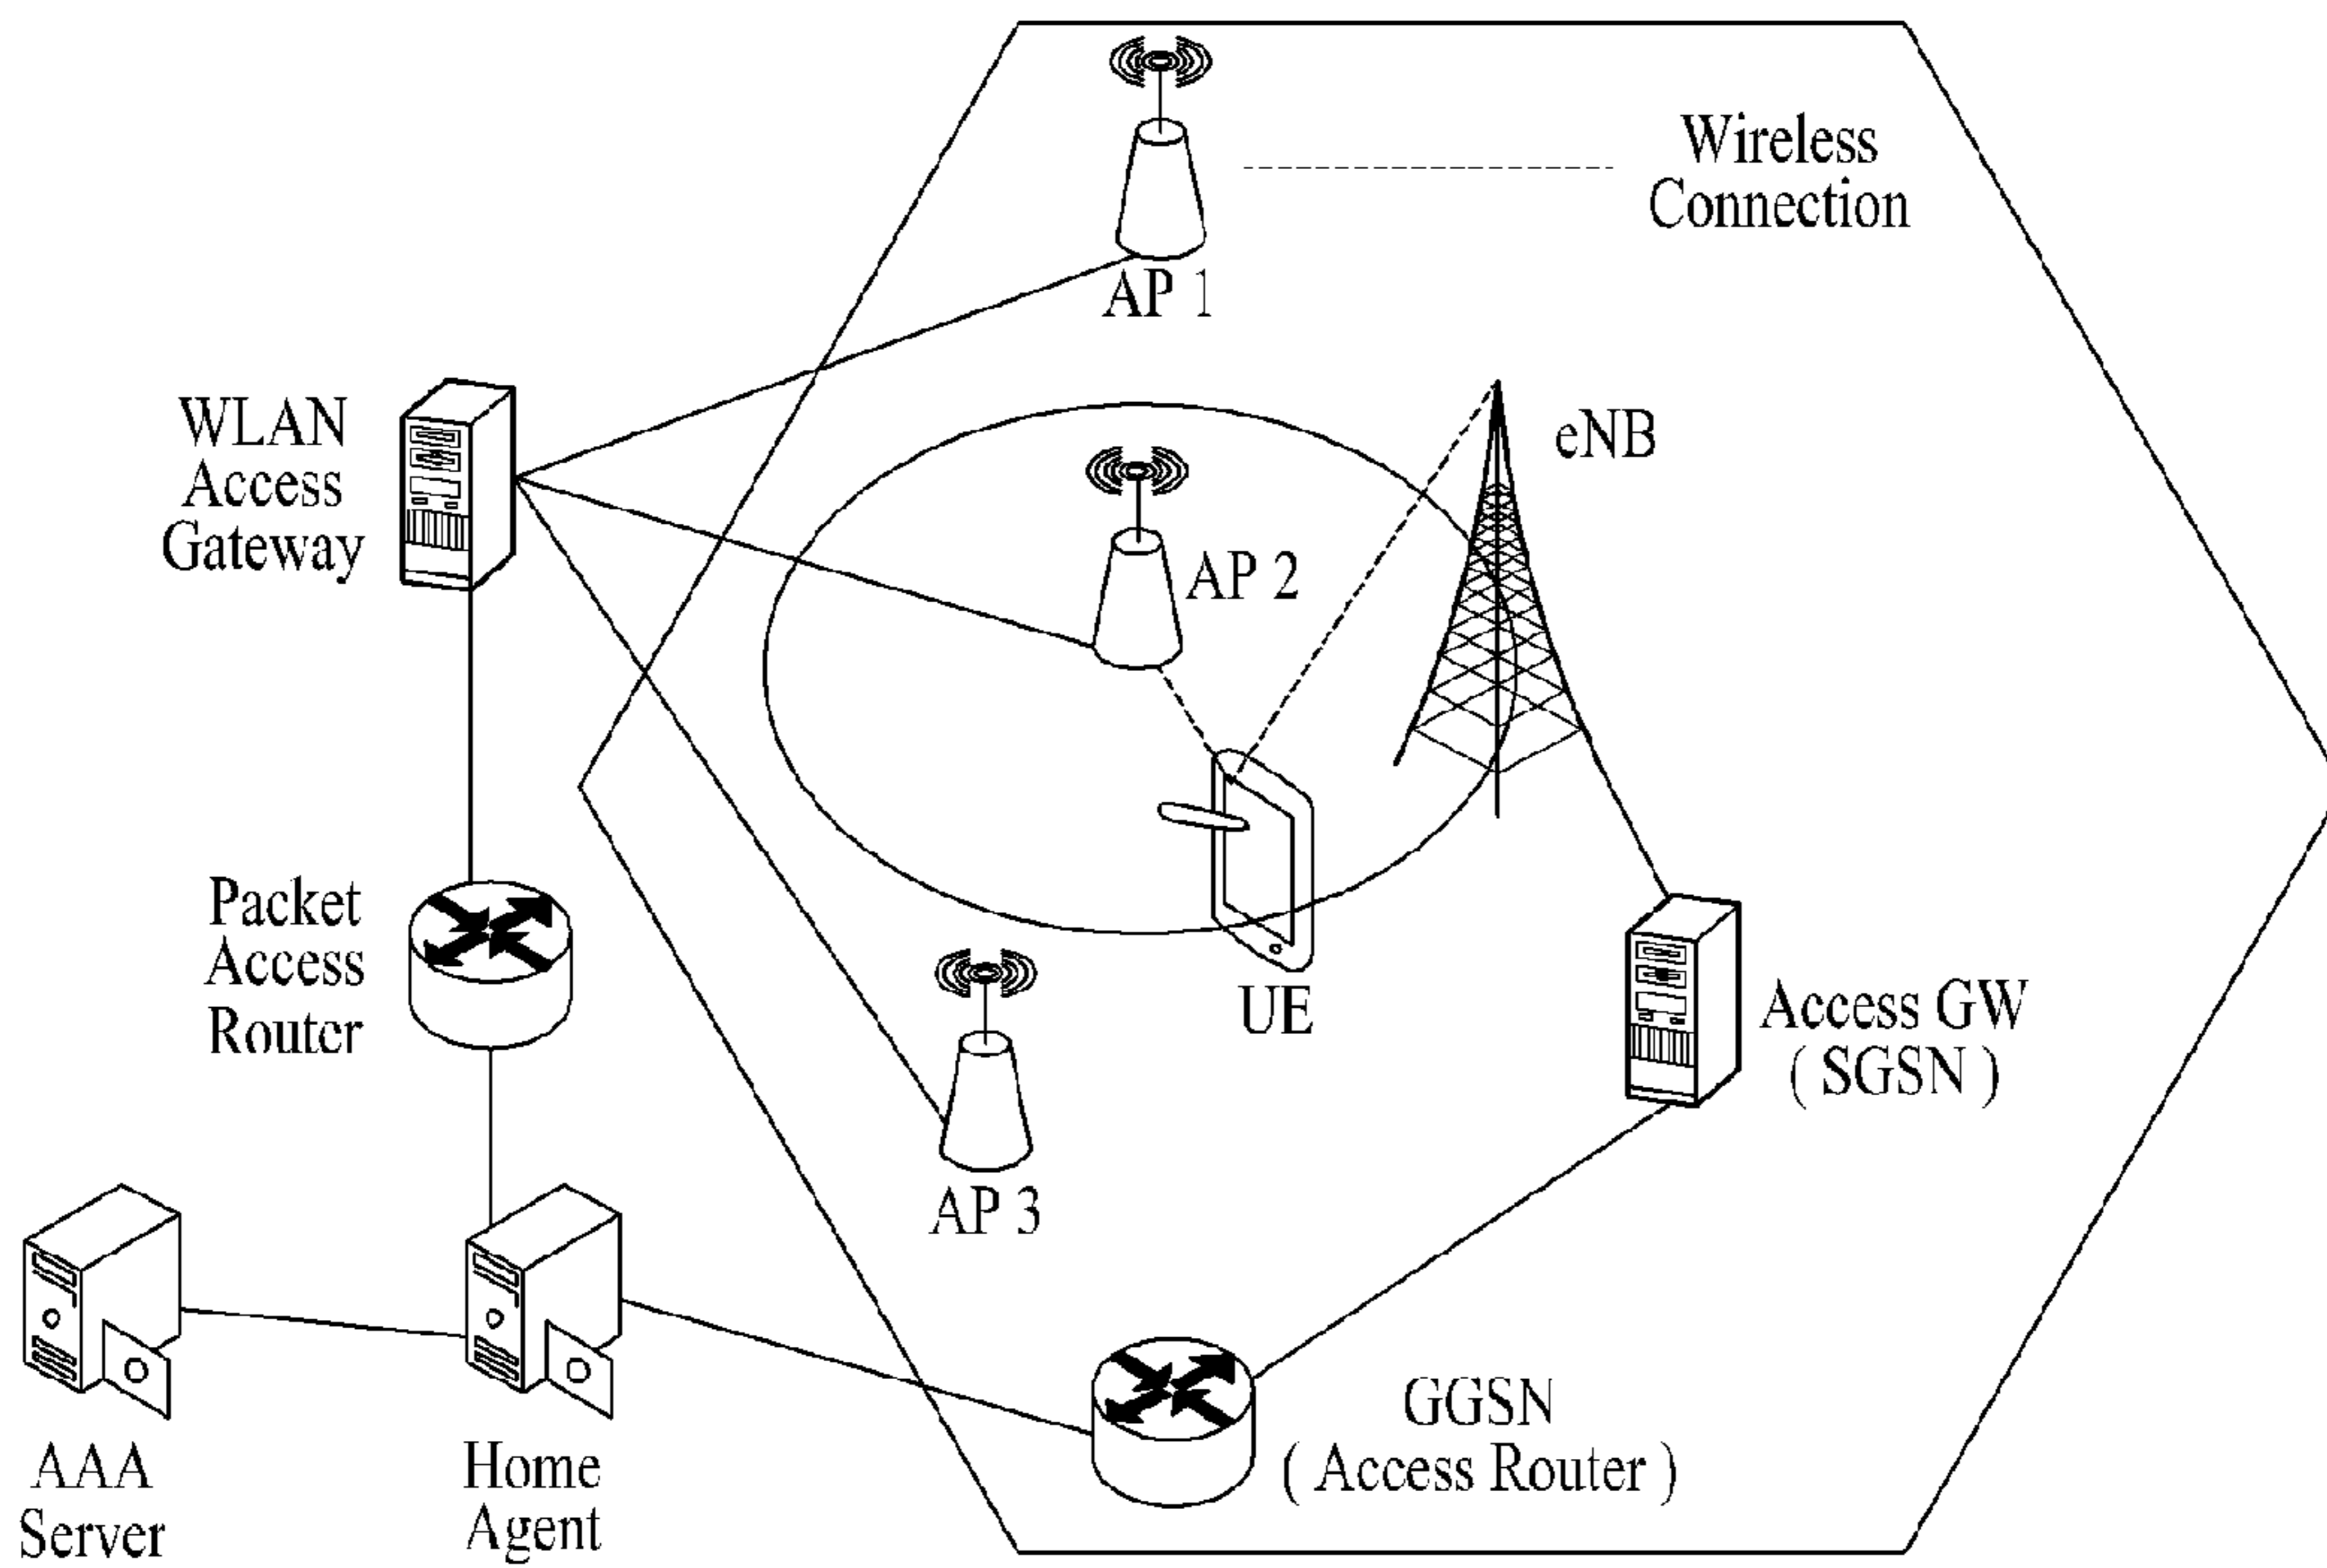 Wireless
Connection
AP 1
WLAN
Access
Gateway
eNB
AP 2
Packet
Access
Router
UE
Access GW
( SGSN )
AP 3
GGSN
( Access Router )
AAA
Server
Home
Agent